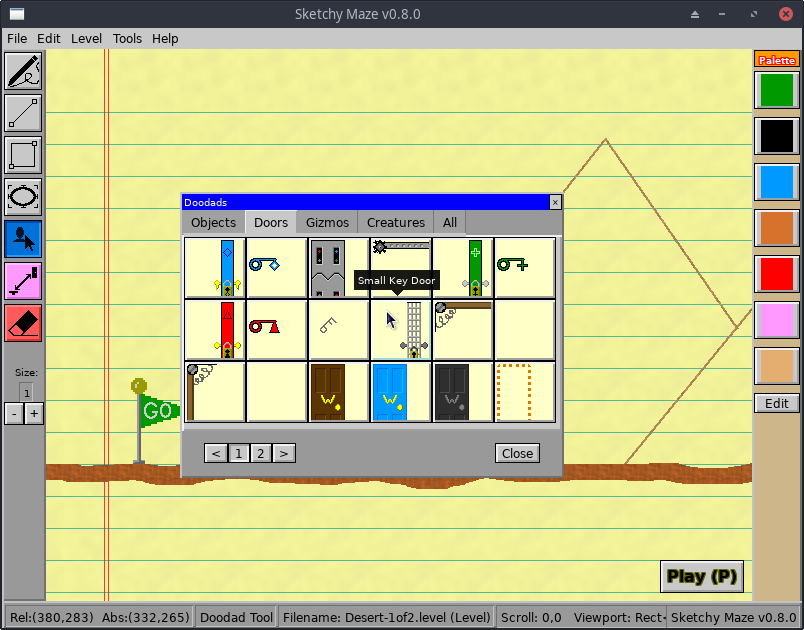 Sketchy Maze v0.8.0
File Edit Level Tools Help
Palette
Doodads
Objects Doors Gizmos Creatures All
Small Key Door
W W W
Size:
1
- +
GO
< 1 2 > Close
Edit
Play (P)
Rel:(380,283) Abs:(332,265) Doodad Tool Filename: Desert-1of2.level (Level) Scroll: 0,0 Viewport: Rect< Sketchy Maze v0.8.0